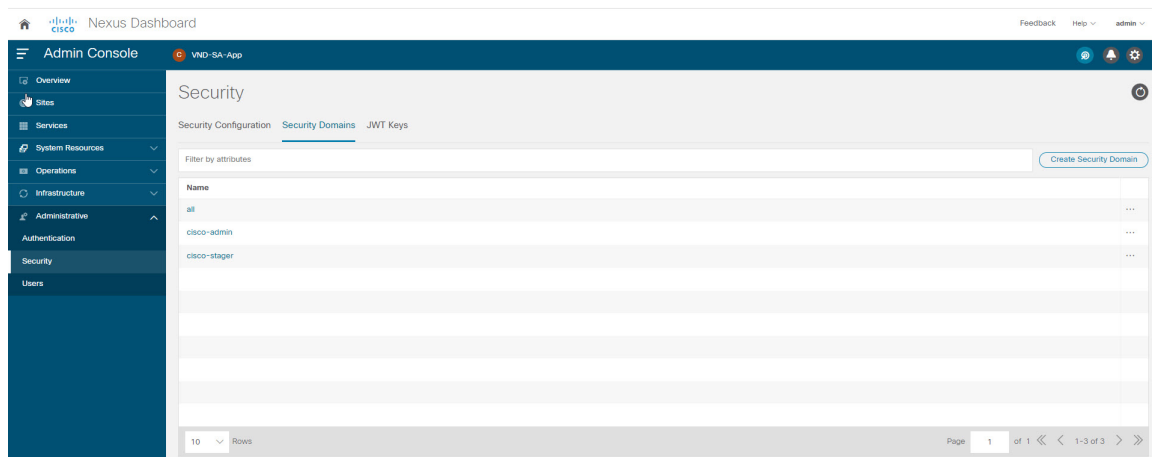 CISCO Nexus Dashboard Feedback Help admin
Admin Console C VND-SA-App
Overview
Sites
Services
System Resources
Operations
Infrastructure
Administrative
Authentication
Security
Users
Security
Security Configuration Security Domains JWT Keys
Filter by attributes Create Security Domain
Name
all ...
cisco-admin ...
cisco-stager ...
10 Rows Page 1 of 1 1-3 of 3